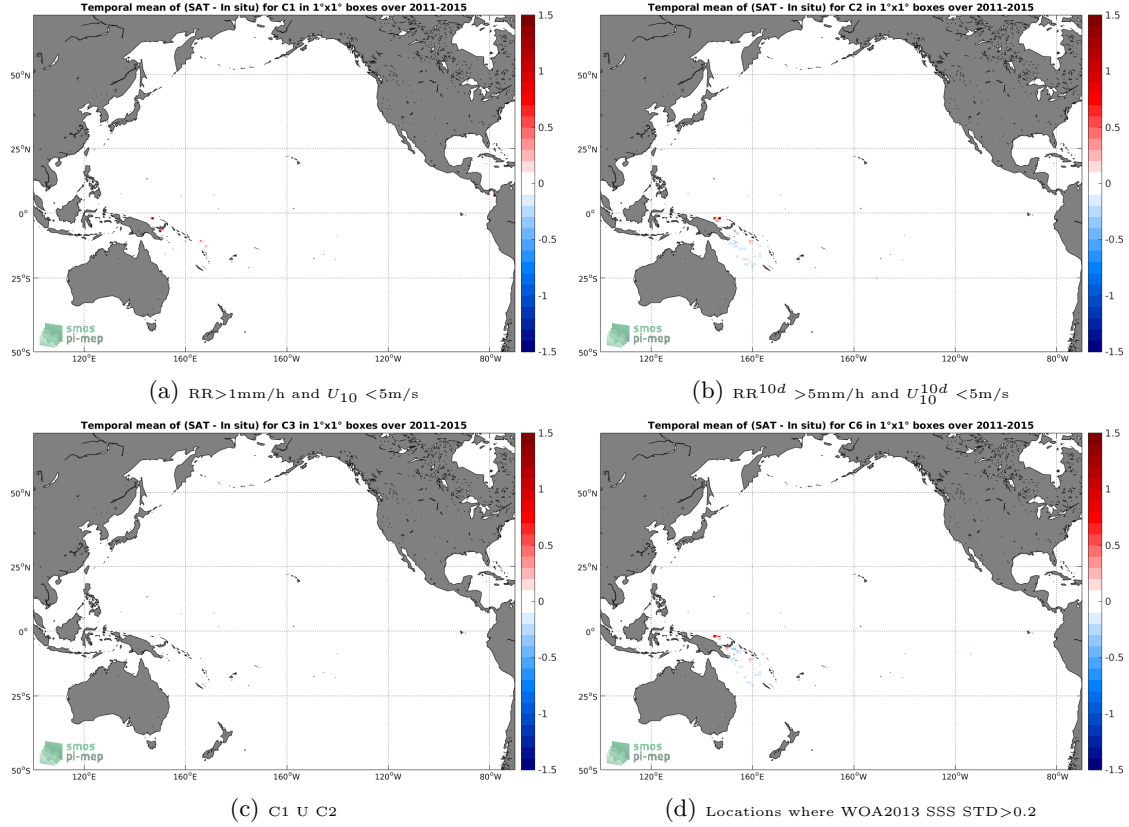 Temporal mean of (SAT - In situ) for C1 in 1°x1° boxes over 2011-2015
50°N
25°N
0°
25°S
50°S
120°E
160°E
160°W
120°W
80°W
1.5
1
0.5
0
-0.5
-1
-1.5
smos
pi-mep
(a) RR>1mm/h and U10 <5m/s
Temporal mean of (SAT - In situ) for C2 in 1°x1° boxes over 2011-2015
50°N
25°N
0°
25°S
50°S
120°E
160°E
160°W
120°W
80°W
1.5
1
0.5
0
-0.5
-1
-1.5
smos
pi-mep
(b) RR^10d >5mm/h and U10^10d <5m/s
Temporal mean of (SAT - In situ) for C3 in 1°x1° boxes over 2011-2015
50°N
25°N
0°
25°S
50°S
120°E
160°E
160°W
120°W
80°W
1.5
1
0.5
0
-0.5
-1
-1.5
smos
pi-mep
(c) C1 U C2
Temporal mean of (SAT - In situ) for C6 in 1°x1° boxes over 2011-2015
50°N
25°N
0°
25°S
50°S
120°E
160°E
160°W
120°W
80°W
1.5
1
0.5
0
-0.5
-1
-1.5
smos
pi-mep
(d) Locations where WOA2013 SSS STD>0.2